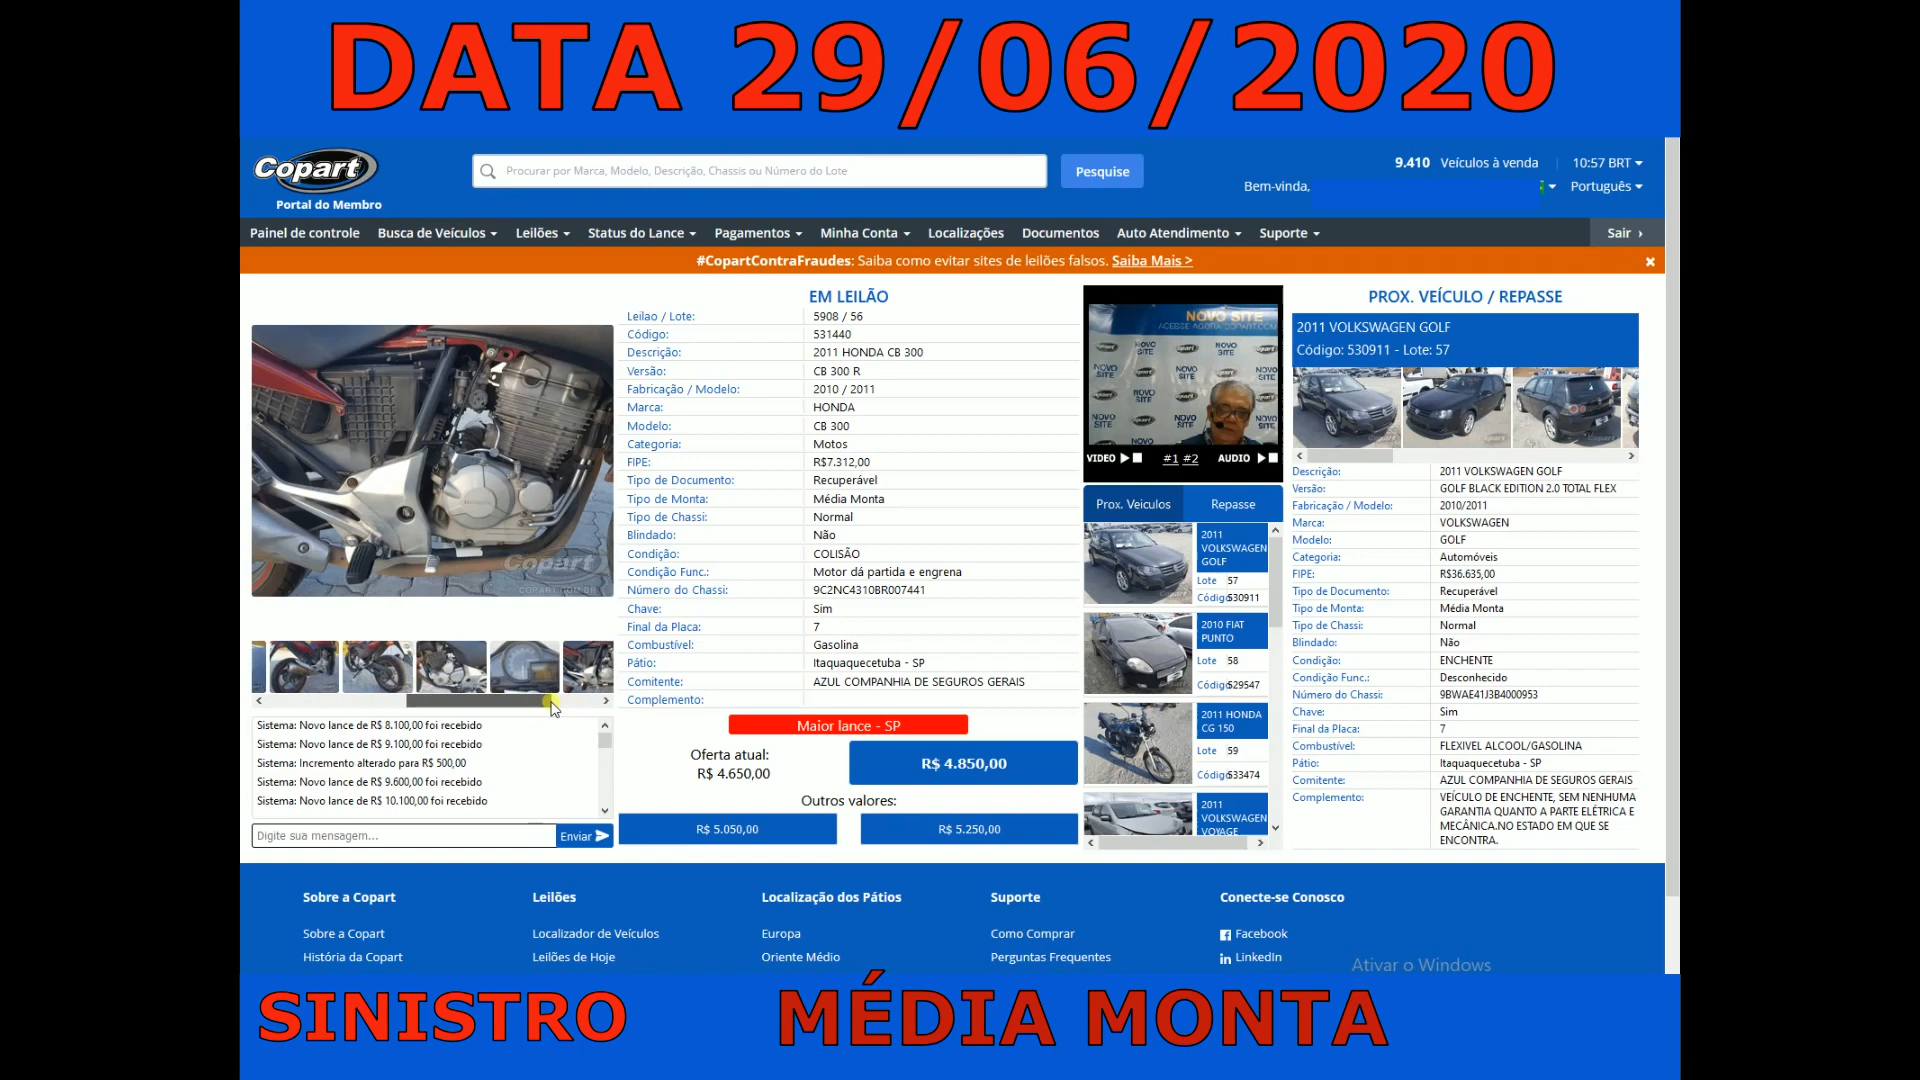 DATA 29/06/2020
Copart
Portal do Membro
Procurar por Marca, Modelo, Descrição, Chassis ou Número do Lote
Pesquise
9.410 Veículos à venda
10:57 BRT
Bem-vinda,
Português
Painel de controle
Busca de Veículos
Leilões
Status do Lance
Pagamentos
Minha Conta
Localizações
Documentos
Auto Atendimento
Suporte
Sair
#CopartContraFraudes: Saiba como evitar sites de leilões falsos. Saiba Mais >
Copart
COPART.COM.BR
Sistema: Novo lance de R$ 8.100,00 foi recebido
Sistema: Novo lance de R$ 9.100,00 foi recebido
Sistema: Incremento alterado para R$ 500,00
Sistema: Novo lance de R$ 9.600,00 foi recebido
Sistema: Novo lance de R$ 10.100,00 foi recebido
Digite sua mensagem...
Enviar
EM LEILÃO
Leilao / Lote: 5908 / 56
Código: 531440
Descrição: 2011 HONDA CB 300
Versão: CB 300 R
Fabricação / Modelo: 2010 / 2011
Marca: HONDA
Modelo: CB 300
Categoria: Motos
FIPE: R$7.312,00
Tipo de Documento: Recuperável
Tipo de Monta: Média Monta
Tipo de Chassi: Normal
Blindado: Não
Condição: COLISÃO
Condição Func.: Motor dá partida e engrena
Número do Chassi: 9C2NC4310BR007441
Chave: Sim
Final da Placa: 7
Combustível: Gasolina
Pátio: Itaquaquecetuba - SP
Comitente: AZUL COMPANHIA DE SEGUROS GERAIS
Complemento:
Maior lance - SP
Oferta atual:
R$ 4.650,00
R$ 4.850,00
Outros valores:
R$ 5.050,00
R$ 5.250,00
NOVO SITE
ACESSE AGORA COPART.COM
NOVO SITE
VIDEO
#1 #2
AUDIO
Prox. Veiculos
Repasse
2011 VOLKSWAGEN GOLF
Lote 57
Códig530911
2010 FIAT PUNTO
Lote 58
Códig529547
2011 HONDA CG 150
Lote 59
Códig533474
2011 VOLKSWAGEN VOYAGE
PROX. VEÍCULO / REPASSE
2011 VOLKSWAGEN GOLF
Código: 530911 - Lote: 57
Descrição: 2011 VOLKSWAGEN GOLF
Versão: GOLF BLACK EDITION 2.0 TOTAL FLEX
Fabricação / Modelo: 2010/2011
Marca: VOLKSWAGEN
Modelo: GOLF
Categoria: Automóveis
FIPE: R$36.635,00
Tipo de Documento: Recuperável
Tipo de Monta: Média Monta
Tipo de Chassi: Normal
Blindado: Não
Condição: ENCHENTE
Condição Func.: Desconhecido
Número do Chassi: 9BWAE41J3B4000953
Chave: Sim
Final da Placa: 7
Combustível: FLEXIVEL ALCOOL/GASOLINA
Pátio: Itaquaquecetuba - SP
Comitente: AZUL COMPANHIA DE SEGUROS GERAIS
Complemento: VEÍCULO DE ENCHENTE, SEM NENHUMA
GARANTIA QUANTO A PARTE ELÉTRICA E
MECÂNICA.NO ESTADO EM QUE SE
ENCONTRA.
Sobre a Copart
Sobre a Copart
História da Copart
Leilões
Localizador de Veículos
Leilões de Hoje
Localização dos Pátios
Europa
Oriente Médio
Suporte
Como Comprar
Perguntas Frequentes
Conecte-se Conosco
Facebook
LinkedIn
Ativar o Windows
SINISTRO
MÉDIA MONTA